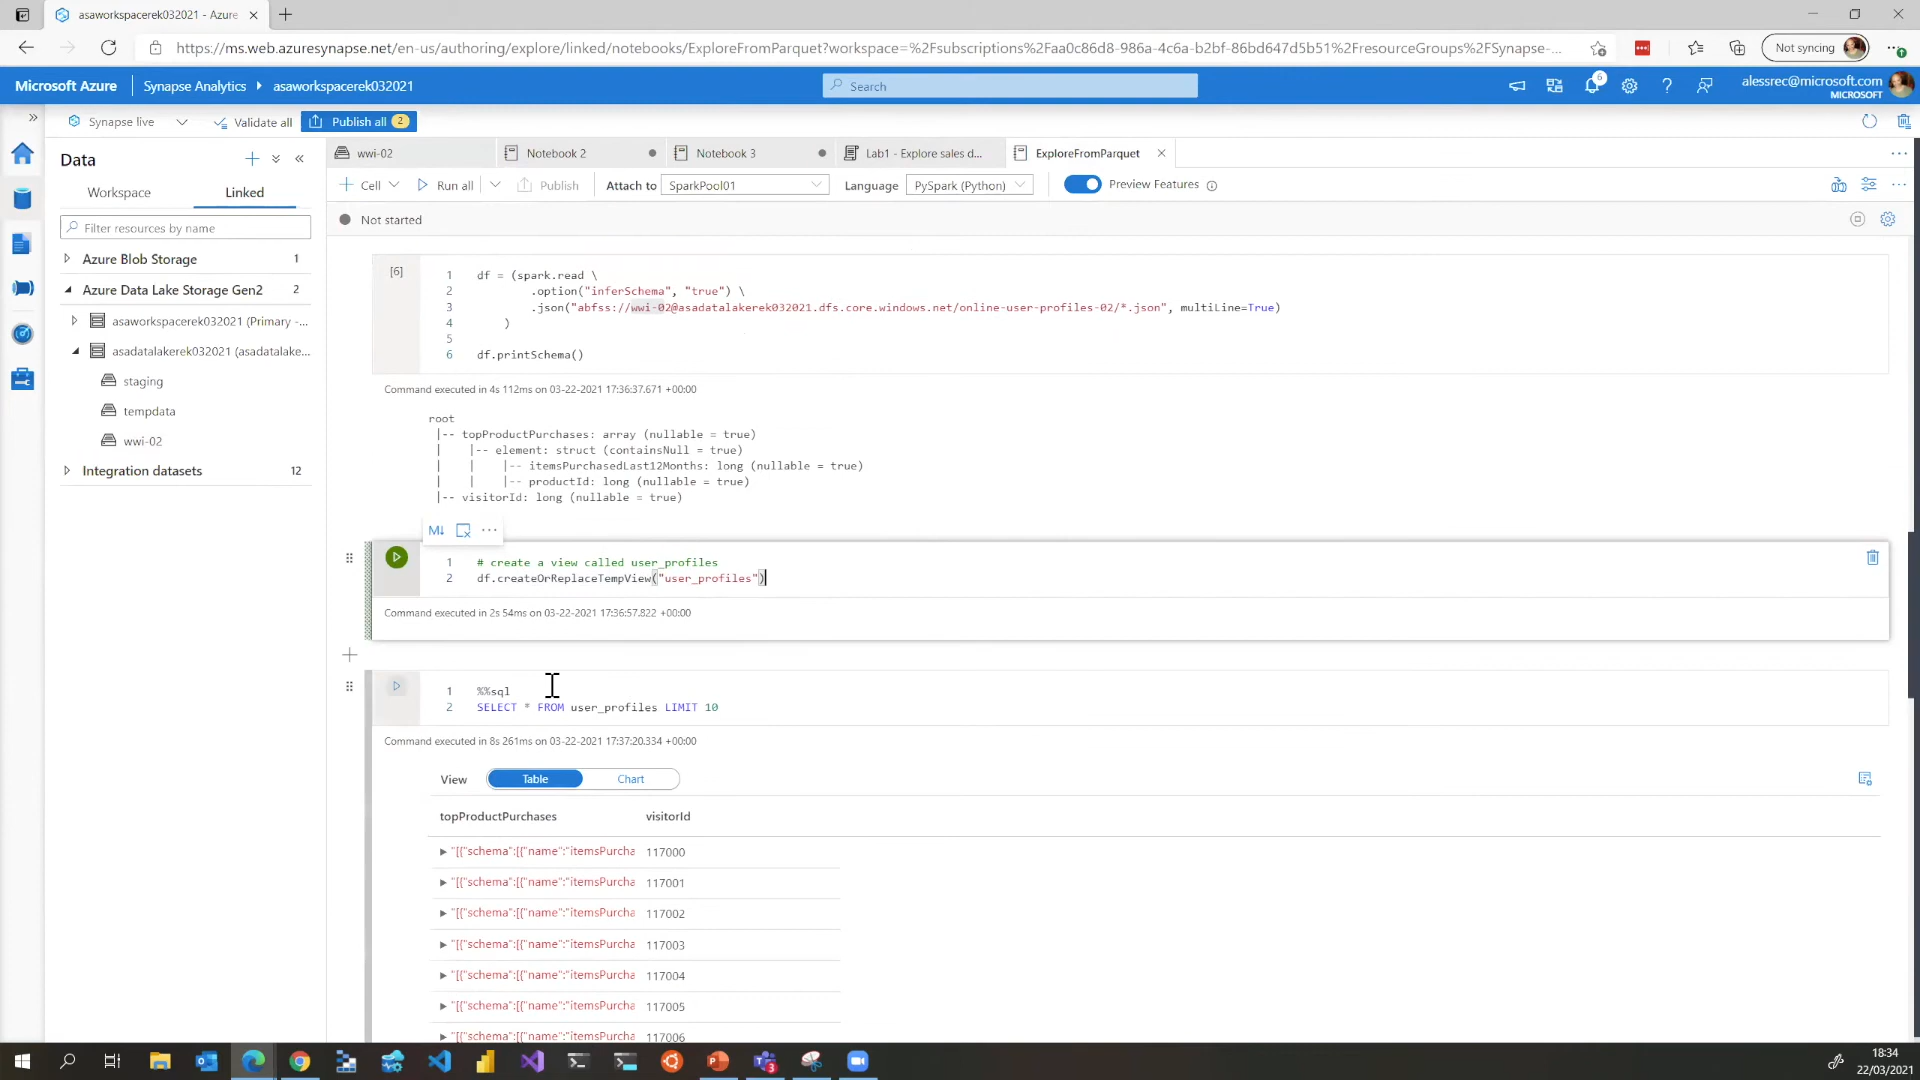 asaworkspacerek032021 - Azure
https://ms.web.azuresynapse.net/en-us/authoring/explore/linked/notebooks/ExploreFromParquet?workspace=%2Fsubscriptions%2Faa0c86d8-986a-4c6a-b2bf-86bd647d5b51%2FresourceGroups%2FSynapse-...
Not syncing
Microsoft Azure
Synapse Analytics
asaworkspacerek032021
Search
6
alessrec@microsoft.com
MICROSOFT
Synapse live
Validate all
Publish all 2
Data
Workspace
Linked
Filter resources by name
Azure Blob Storage 1
Azure Data Lake Storage Gen2 2
asaworkspacerek032021 (Primary -...
asadatalakerek032021 (asadatalake...
staging
tempdata
wwi-02
Integration datasets 12
wwi-02
Notebook 2
Notebook 3
Lab1 - Explore sales d...
ExploreFromParquet
Cell
Run all
Publish
Attach to
SparkPool01
Language
PySpark (Python)
Preview Features
Not started
[6]
1 df = (spark.read \
2 .option("inferSchema", "true") \
3 .json("abfss://wwi-02@asadatalakerek032021.dfs.core.windows.net/online-user-profiles-02/*.json", multiLine=True)
4 )
5
6 df.printSchema()
Command executed in 4s 112ms on 03-22-2021 17:36:37.671 +00:00
root
|-- topProductPurchases: array (nullable = true)
| |-- element: struct (containsNull = true)
| | |-- itemsPurchasedLast12Months: long (nullable = true)
| | |-- productId: long (nullable = true)
|-- visitorId: long (nullable = true)
M↓
1 # create a view called user_profiles
2 df.createOrReplaceTempView("user_profiles")
Command executed in 2s 54ms on 03-22-2021 17:36:57.822 +00:00
1 %%sql
2 SELECT * FROM user_profiles LIMIT 10
Command executed in 8s 261ms on 03-22-2021 17:37:20.334 +00:00
View
Table
Chart
topProductPurchases visitorId
"[{"schema":[{"name":"itemsPurcha 117000
"[{"schema":[{"name":"itemsPurcha 117001
"[{"schema":[{"name":"itemsPurcha 117002
"[{"schema":[{"name":"itemsPurcha 117003
"[{"schema":[{"name":"itemsPurcha 117004
"[{"schema":[{"name":"itemsPurcha 117005
"[{"schema":[{"name":"itemsPurcha 117006
3
18:34
22/03/2021